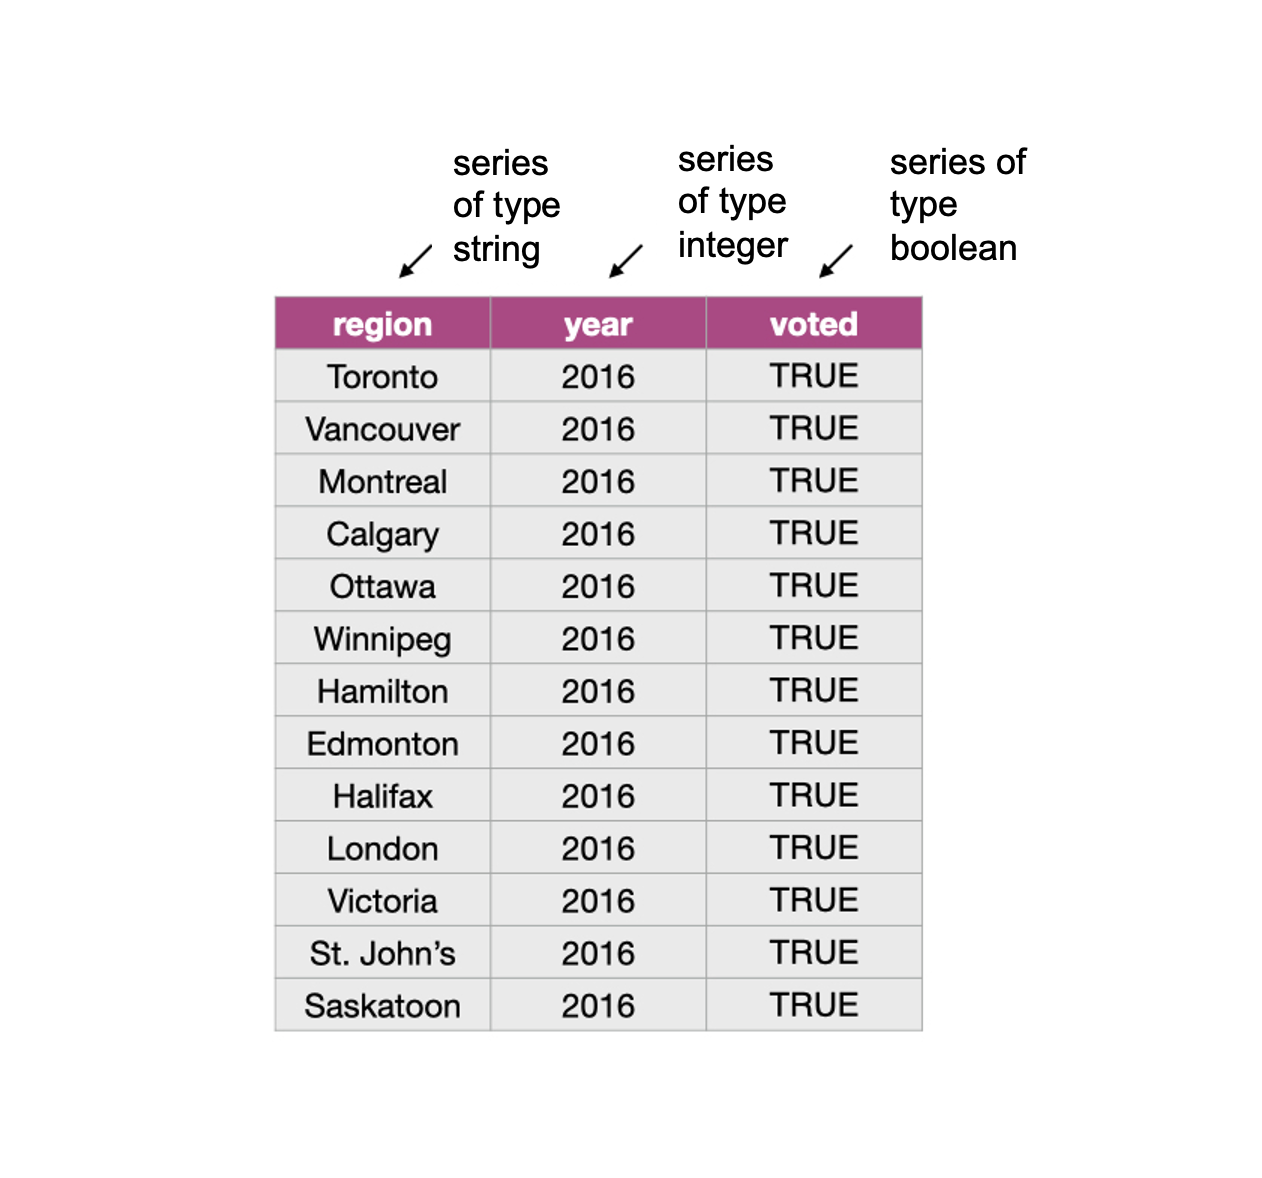 series
of type
string
series
of type
integer
series of
type
boolean
region year voted
Toronto 2016 TRUE
Vancouver 2016 TRUE
Montreal 2016 TRUE
Calgary 2016 TRUE
Ottawa 2016 TRUE
Winnipeg 2016 TRUE
Hamilton 2016 TRUE
Edmonton 2016 TRUE
Halifax 2016 TRUE
London 2016 TRUE
Victoria 2016 TRUE
St. John’s 2016 TRUE
Saskatoon 2016 TRUE